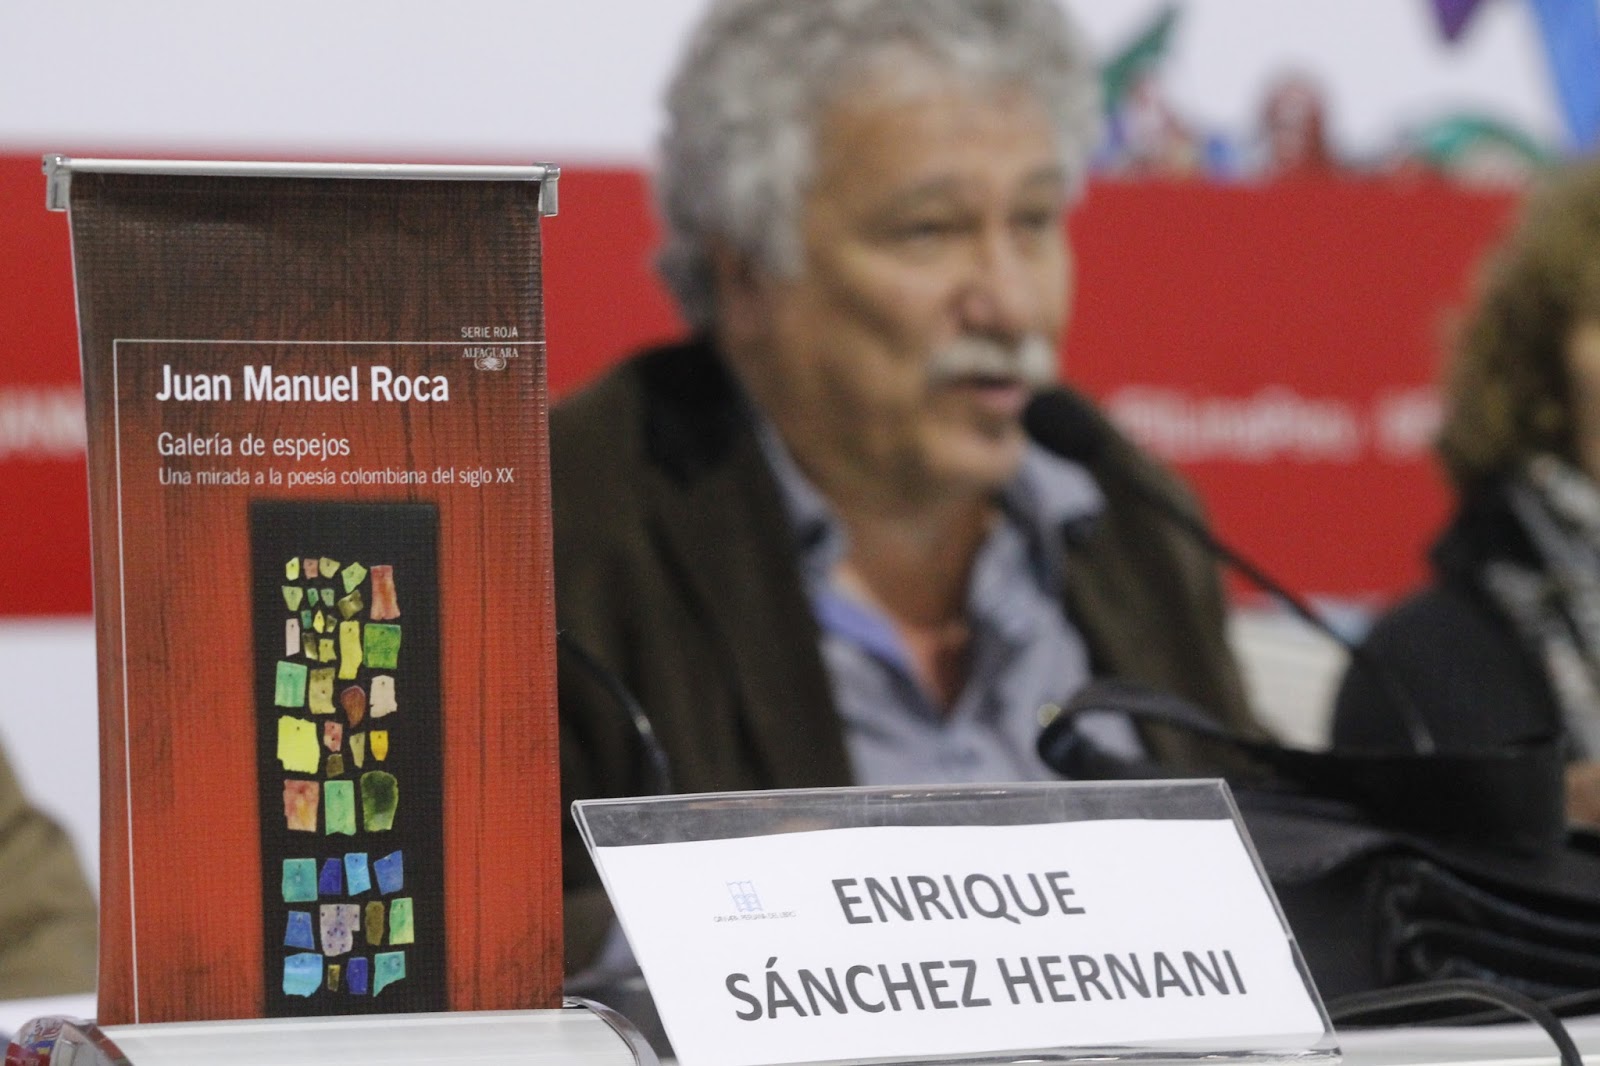 SERIE ROJA
ALFAGUARA
Juan Manuel Roca
Galería de espejos
Una mirada a la poesía colombiana del siglo XX
ENRIQUE
SÁNCHEZ HERNANI